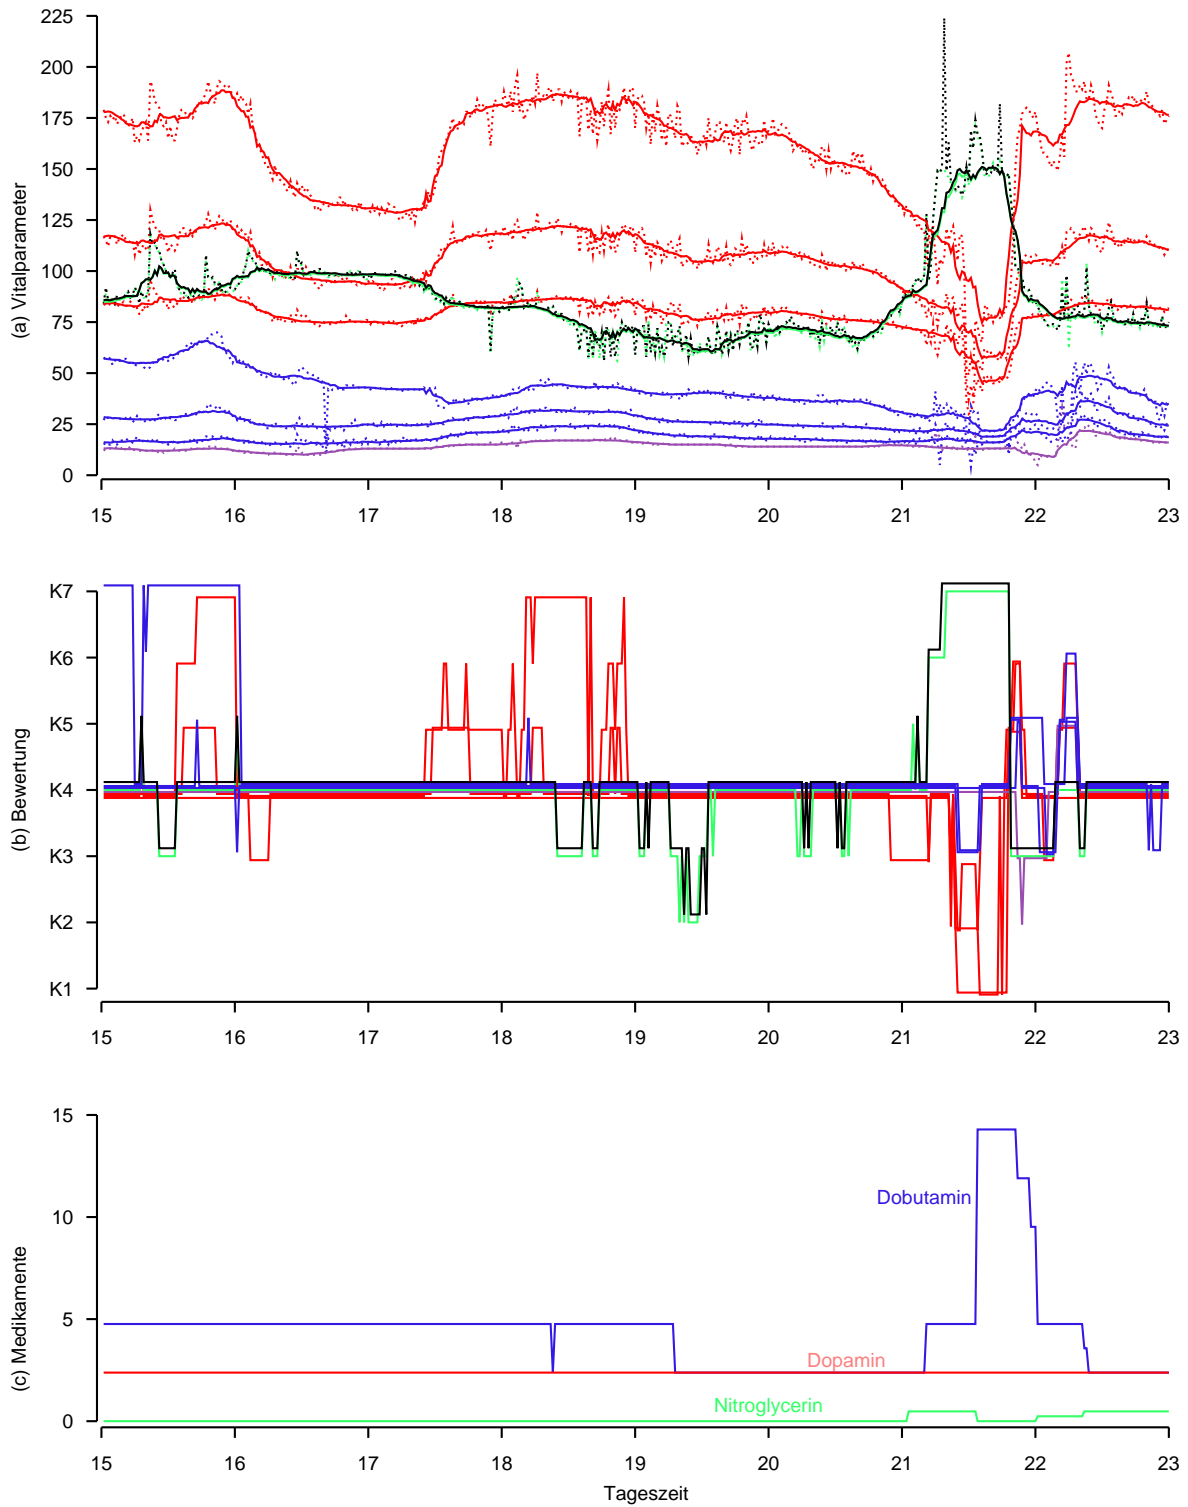 225
200
175
150
125
100
75
50
25
0
(a) Vitalparameter
15 16 17 18 19 20 21 22 23
K7
K6
K5
K4
K3
K2
K1
(b) Bewertung
15 16 17 18 19 20 21 22 23
15
10
5
0
(c) Medikamente
Dobutamin
Dopamin
Nitroglycerin
15 16 17 18 19 20 21 22 23
Tageszeit